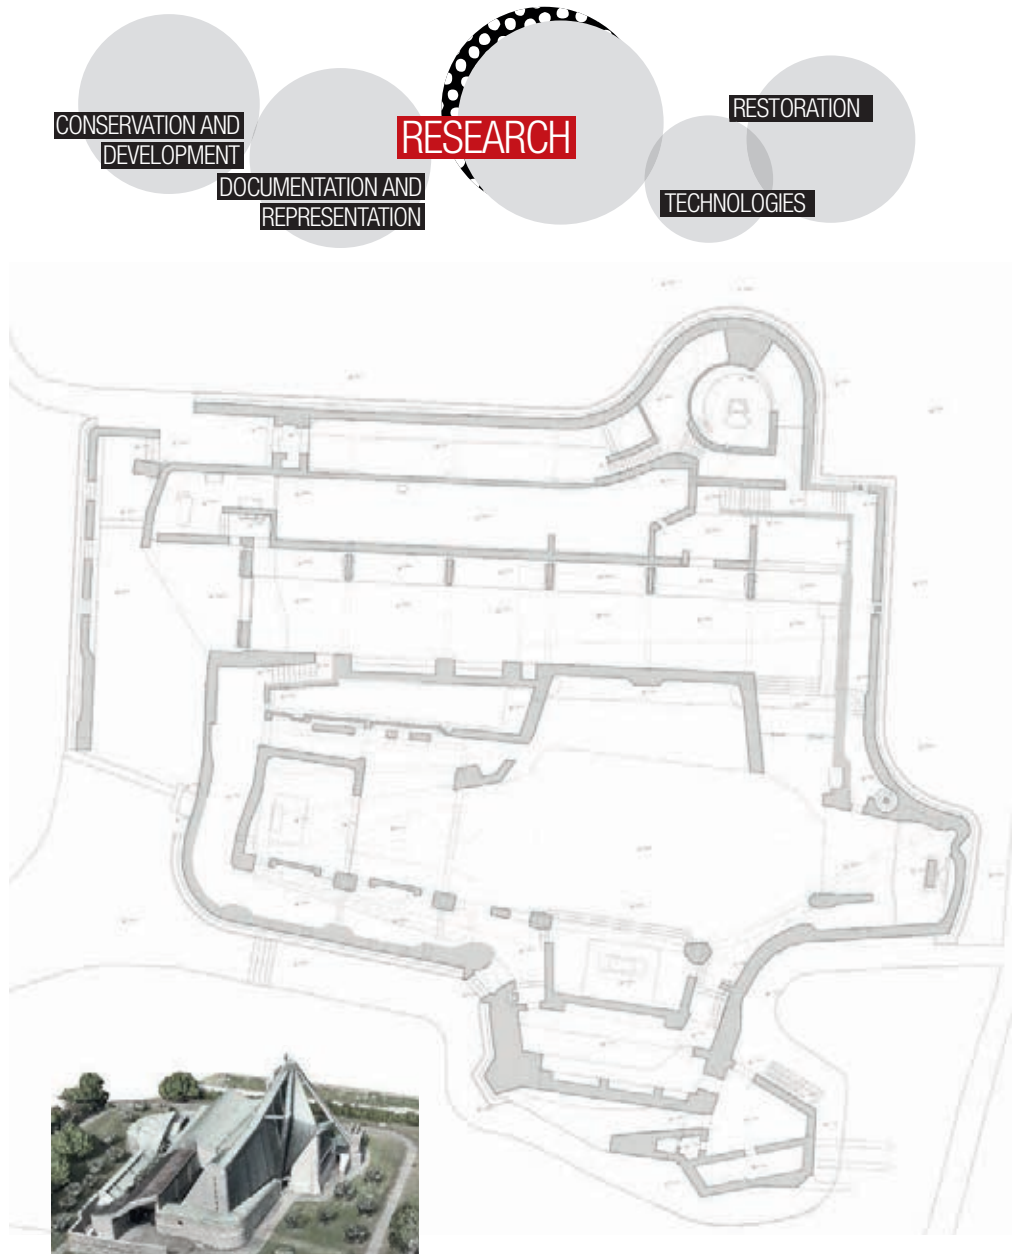 CONSERVATION AND
DEVELOPMENT
DOCUMENTATION AND
REPRESENTATION
RESEARCH
RESTORATION
TECHNOLOGIES